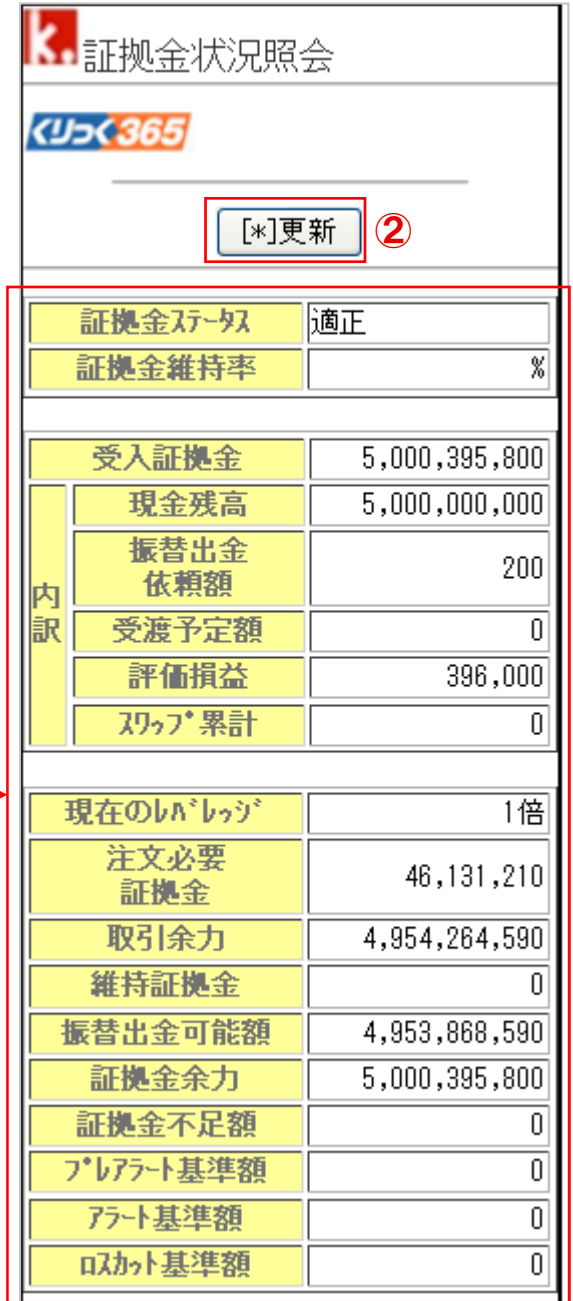 k.証拠金状況照会
くりっく365
[*]更新 ②
証拠金ｽﾃｰﾀｽ 適正
証拠金維持率 %
受入証拠金 5,000,395,800
内訳
現金残高 5,000,000,000
振替出金
依頼額 200
受渡予定額 0
評価損益 396,000
ｽﾜｯﾌﾟ累計 0
現在のﾚﾊﾞﾚｯｼﾞ 1倍
注文必要
証拠金 46,131,210
取引余力 4,954,264,590
維持証拠金 0
振替出金可能額 4,953,868,590
証拠金余力 5,000,395,800
証拠金不足額 0
ﾌﾟﾚｱﾗｰﾄ基準額 0
ｱﾗｰﾄ基準額 0
ﾛｽｶｯﾄ基準額 0